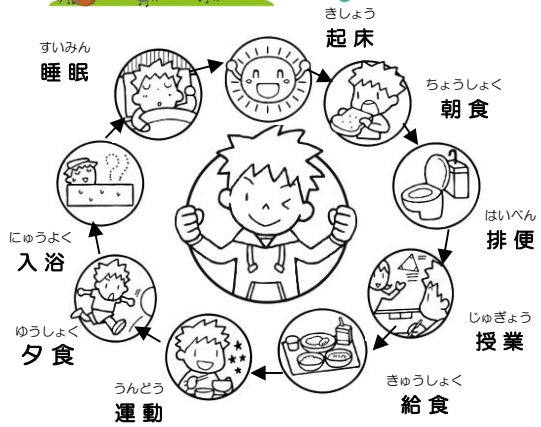 きしょう
起床
ちょうしょく
朝食
はいべん
排便
じゅぎょう
授業
きゅうしょく
給食
うんどう
運動
ゆうしょく
夕食
にゅうよく
入浴
すいみん
睡眠